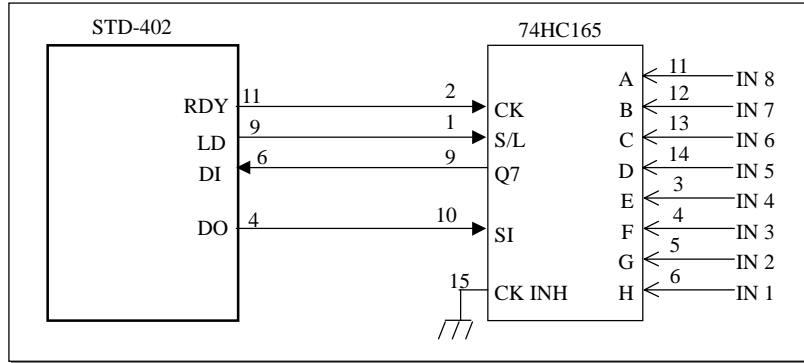 STD-402 74HC165
A 11 IN 8
RDY 11 2 CK B 12 IN 7
LD 9 1 S/L C 13 IN 6
DI 6 9 Q7 D 14 IN 5
E 3 IN 4
DO 4 10 SI F 4 IN 3
G 5 IN 2
15 CK INH H 6 IN 1